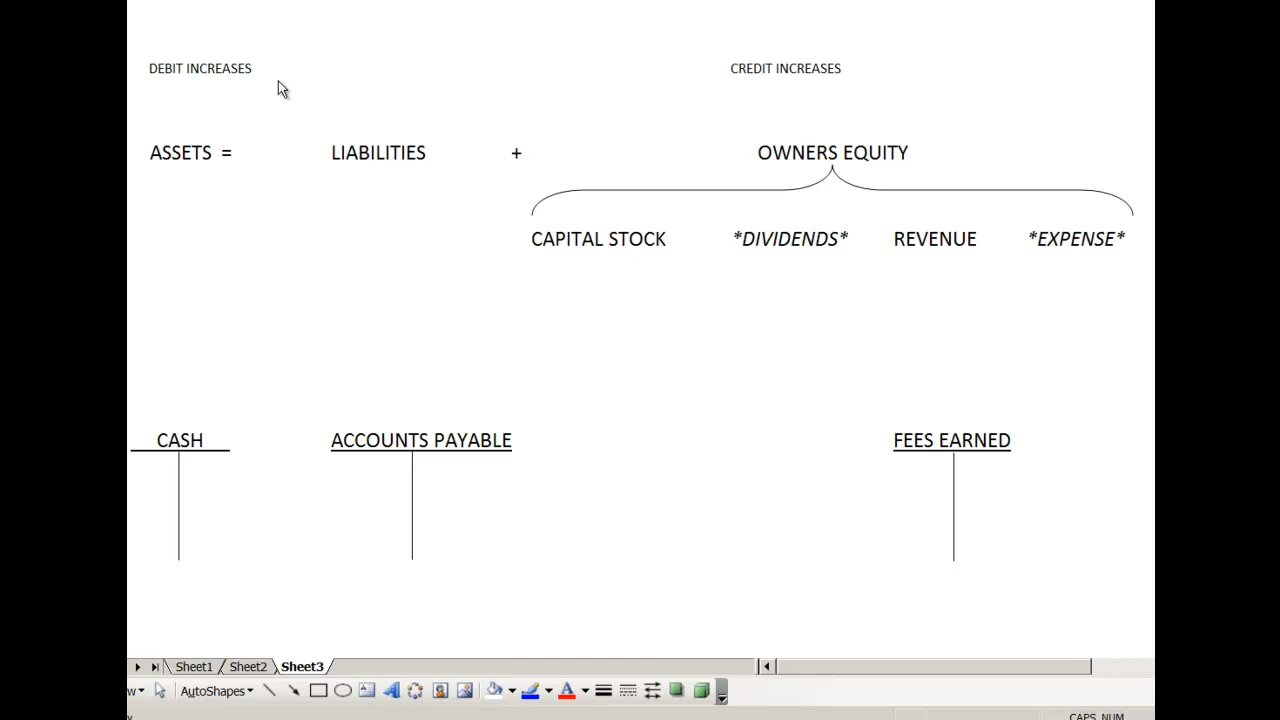 DEBIT INCREASES CREDIT INCREASES
ASSETS = LIABILITIES + OWNERS EQUITY
CAPITAL STOCK *DIVIDENDS* REVENUE *EXPENSE*
CASH ACCOUNTS PAYABLE FEES EARNED
Sheet1 Sheet2 Sheet3
w AutoShapes A
CAPS NUM